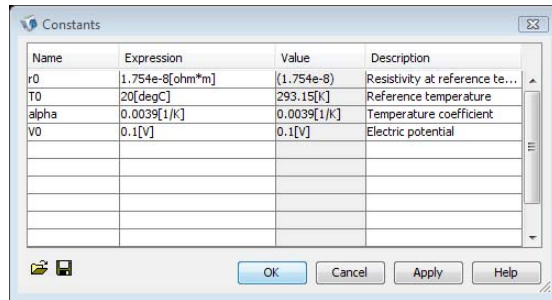 Constants
Name Expression Value Description
r0 1.754e-8[ohm*m] (1.754e-8) Resistivity at reference te...
T0 20[degC] 293.15[K] Reference temperature
alpha 0.0039[1/K] 0.0039[1/K] Temperature coefficient
V0 0.1[V] 0.1[V] Electric potential
OK Cancel Apply Help